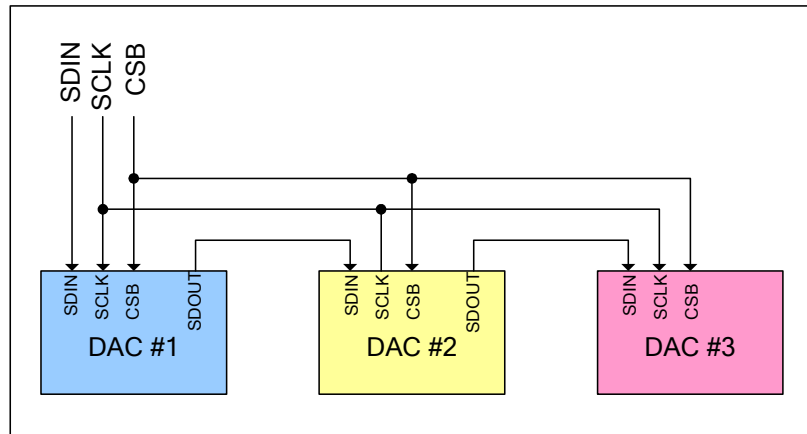 SDIN
SCLK
CSB
SDIN
SCLK
CSB
SDOUT
DAC #1
SDIN
SCLK
CSB
SDOUT
DAC #2
SDIN
SCLK
CSB
DAC #3